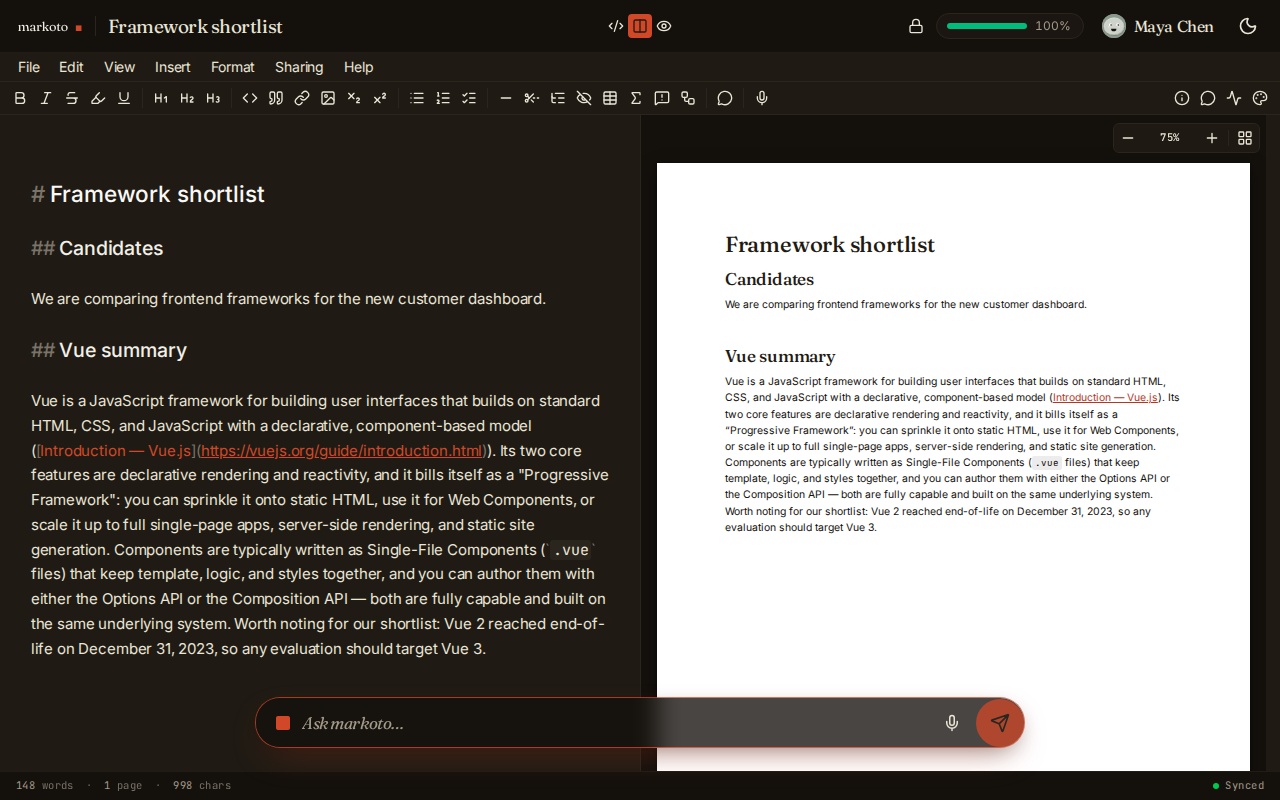 markoto
Framework shortlist
100%
Maya Chen
File Edit View Insert Format Sharing Help
H1 H2 H3
75%
# Framework shortlist
## Candidates
We are comparing frontend frameworks for the new customer dashboard.
## Vue summary
Vue is a JavaScript framework for building user interfaces that builds on standard
HTML, CSS, and JavaScript with a declarative, component-based model
([Introduction — Vue.js](https://vuejs.org/guide/introduction.html)). Its two core
features are declarative rendering and reactivity, and it bills itself as a "Progressive
Framework": you can sprinkle it onto static HTML, use it for Web Components, or
scale it up to full single-page apps, server-side rendering, and static site
generation. Components are typically written as Single-File Components (`.vue`
files) that keep template, logic, and styles together, and you can author them with
either the Options API or the Composition API — both are fully capable and built on
the same underlying system. Worth noting for our shortlist: Vue 2 reached end-of-
life on December 31, 2023, so any evaluation should target Vue 3.
Framework shortlist
Candidates
We are comparing frontend frameworks for the new customer dashboard.
Vue summary
Vue is a JavaScript framework for building user interfaces that builds on standard HTML,
CSS, and JavaScript with a declarative, component-based model (Introduction — Vue.js). Its
two core features are declarative rendering and reactivity, and it bills itself as a
“Progressive Framework”: you can sprinkle it onto static HTML, use it for Web Components,
or scale it up to full single-page apps, server-side rendering, and static site generation.
Components are typically written as Single-File Components (.vue files) that keep
template, logic, and styles together, and you can author them with either the Options API or
the Composition API — both are fully capable and built on the same underlying system.
Worth noting for our shortlist: Vue 2 reached end-of-life on December 31, 2023, so any
evaluation should target Vue 3.
Ask markoto...
148 words · 1 page · 998 chars
Synced